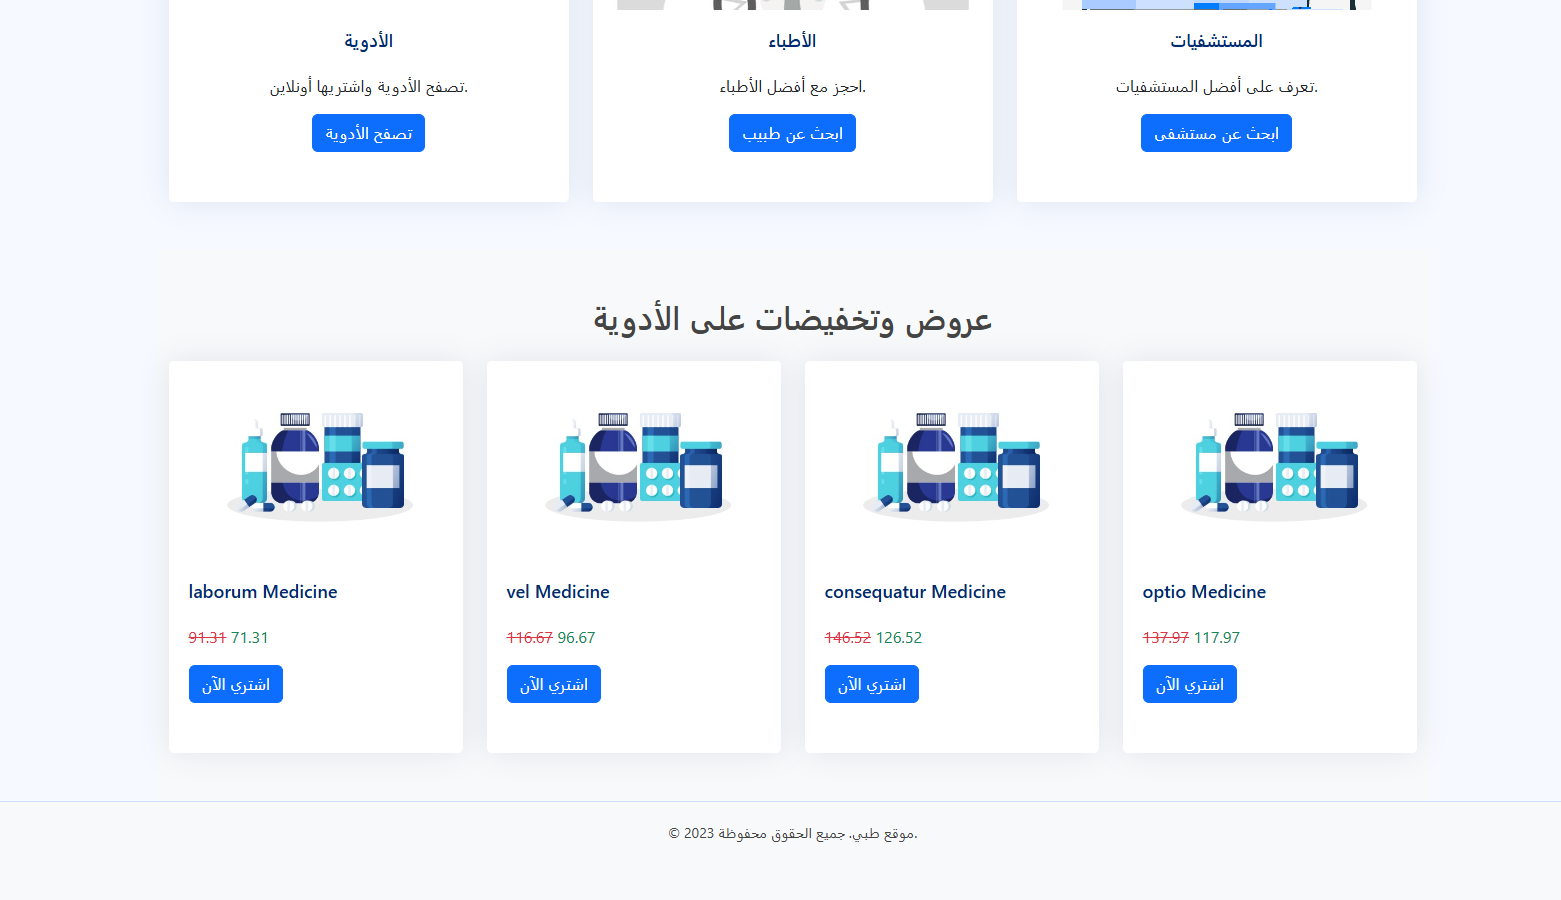 الأدوية
تصفح الأدوية واشتريها أونلاين.
تصفح الأدوية
الأطباء
احجز مع أفضل الأطباء.
ابحث عن طبيب
المستشفيات
تعرف على أفضل المستشفيات.
ابحث عن مستشفى
عروض وتخفيضات على الأدوية
laborum Medicine
91.31 71.31
اشتري الآن
vel Medicine
116.67 96.67
اشتري الآن
consequatur Medicine
146.52 126.52
اشتري الآن
optio Medicine
137.97 117.97
اشتري الآن
© 2023 موقع طبي. جميع الحقوق محفوظة.